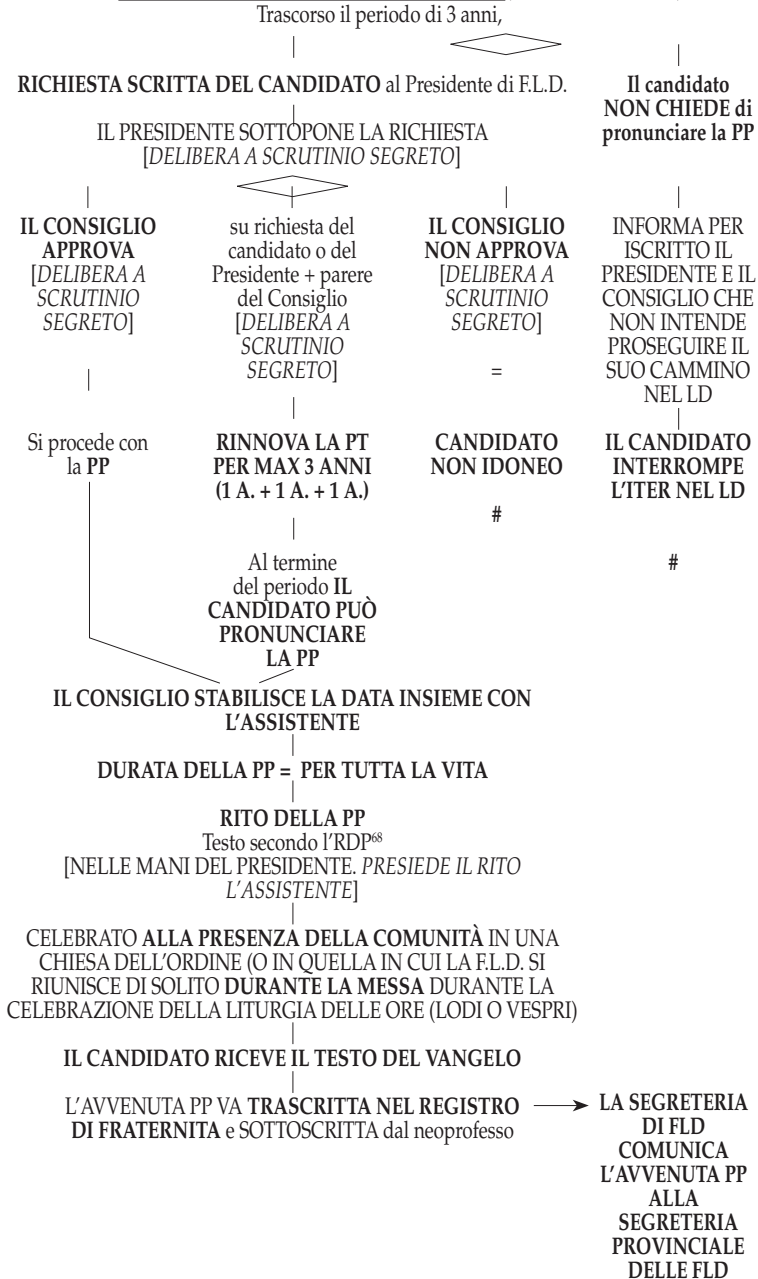 Trascorso il periodo di 3 anni,
RICHIESTA SCRITTA DEL CANDIDATO al Presidente di F.L.D.
Il candidato
NON CHIEDE di
pronunciare la PP
IL PRESIDENTE SOTTOPONE LA RICHIESTA
[DELIBERA A SCRUTINIO SEGRETO]
IL CONSIGLIO
APPROVA
[DELIBERA A
SCRUTINIO
SEGRETO]
su richiesta del
candidato o del
Presidente + parere
del Consiglio
[DELIBERA A
SCRUTINIO
SEGRETO]
IL CONSIGLIO
NON APPROVA
[DELIBERA A
SCRUTINIO
SEGRETO]
=
INFORMA PER
ISCRITTO IL
PRESIDENTE E IL
CONSIGLIO CHE
NON INTENDE
PROSEGUIRE IL
SUO CAMMINO
NEL LD
Si procede con
la PP
RINNOVA LA PT
PER MAX 3 ANNI
(1 A. + 1 A. + 1 A.)
CANDIDATO
NON IDONEO
#
IL CANDIDATO
INTERROMPE
L'ITER NEL LD
#
Al termine
del periodo IL
CANDIDATO PUÒ
PRONUNCIARE
LA PP
IL CONSIGLIO STABILISCE LA DATA INSIEME CON
L'ASSISTENTE
DURATA DELLA PP = PER TUTTA LA VITA
RITO DELLA PP
Testo secondo l'RDP68
[NELLE MANI DEL PRESIDENTE. PRESIEDE IL RITO
L'ASSISTENTE]
CELEBRATO ALLA PRESENZA DELLA COMUNITÀ IN UNA
CHIESA DELL'ORDINE (O IN QUELLA IN CUI LA F.L.D. SI
RIUNISCE DI SOLITO DURANTE LA MESSA DURANTE LA
CELEBRAZIONE DELLA LITURGIA DELLE ORE (LODI O VESPRI)
IL CANDIDATO RICEVE IL TESTO DEL VANGELO
L'AVVENUTA PP VA TRASCRITTA NEL REGISTRO
DI FRATERNITA e SOTTOSCRITTA dal neoprofesso
LA SEGRETERIA
DI FLD
COMUNICA
L'AVVENUTA PP
ALLA
SEGRETERIA
PROVINCIALE
DELLE FLD